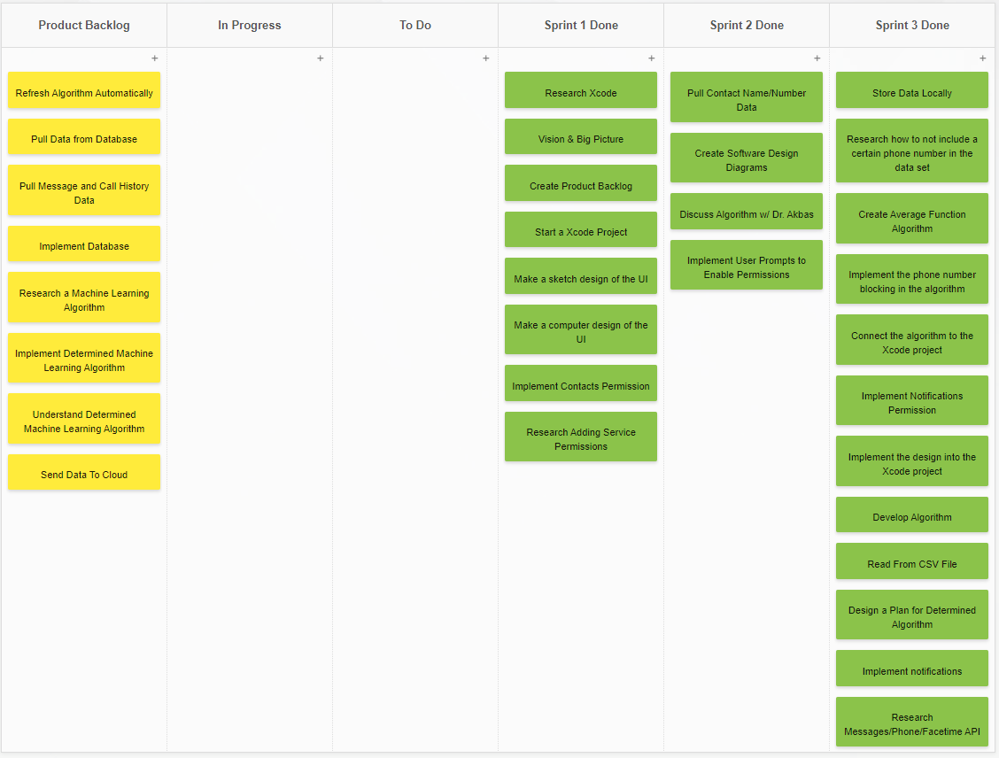 Product Backlog
In Progress
To Do
Sprint 1 Done
Sprint 2 Done
Sprint 3 Done
+
+
+
+
+
+
Refresh Algorithm Automatically
Pull Data from Database
Pull Message and Call History
Data
Implement Database
Research a Machine Learning
Algorithm
Implement Determined Machine
Learning Algorithm
Understand Determined
Machine Learning Algorithm
Send Data To Cloud
Research Xcode
Vision & Big Picture
Create Product Backlog
Start a Xcode Project
Make a sketch design of the UI
Make a computer design of the
UI
Implement Contacts Permission
Research Adding Service
Permissions
Pull Contact Name/Number
Data
Create Software Design
Diagrams
Discuss Algorithm w/ Dr. Akbas
Implement User Prompts to
Enable Permissions
Store Data Locally
Research how to not include a
certain phone number in the
data set
Create Average Function
Algorithm
Implement the phone number
blocking in the algorithm
Connect the algorithm to the
Xcode project
Implement Notifications
Permission
Implement the design into the
Xcode project
Develop Algorithm
Read From CSV File
Design a Plan for Determined
Algorithm
Implement notifications
Research
Messages/Phone/Facetime API